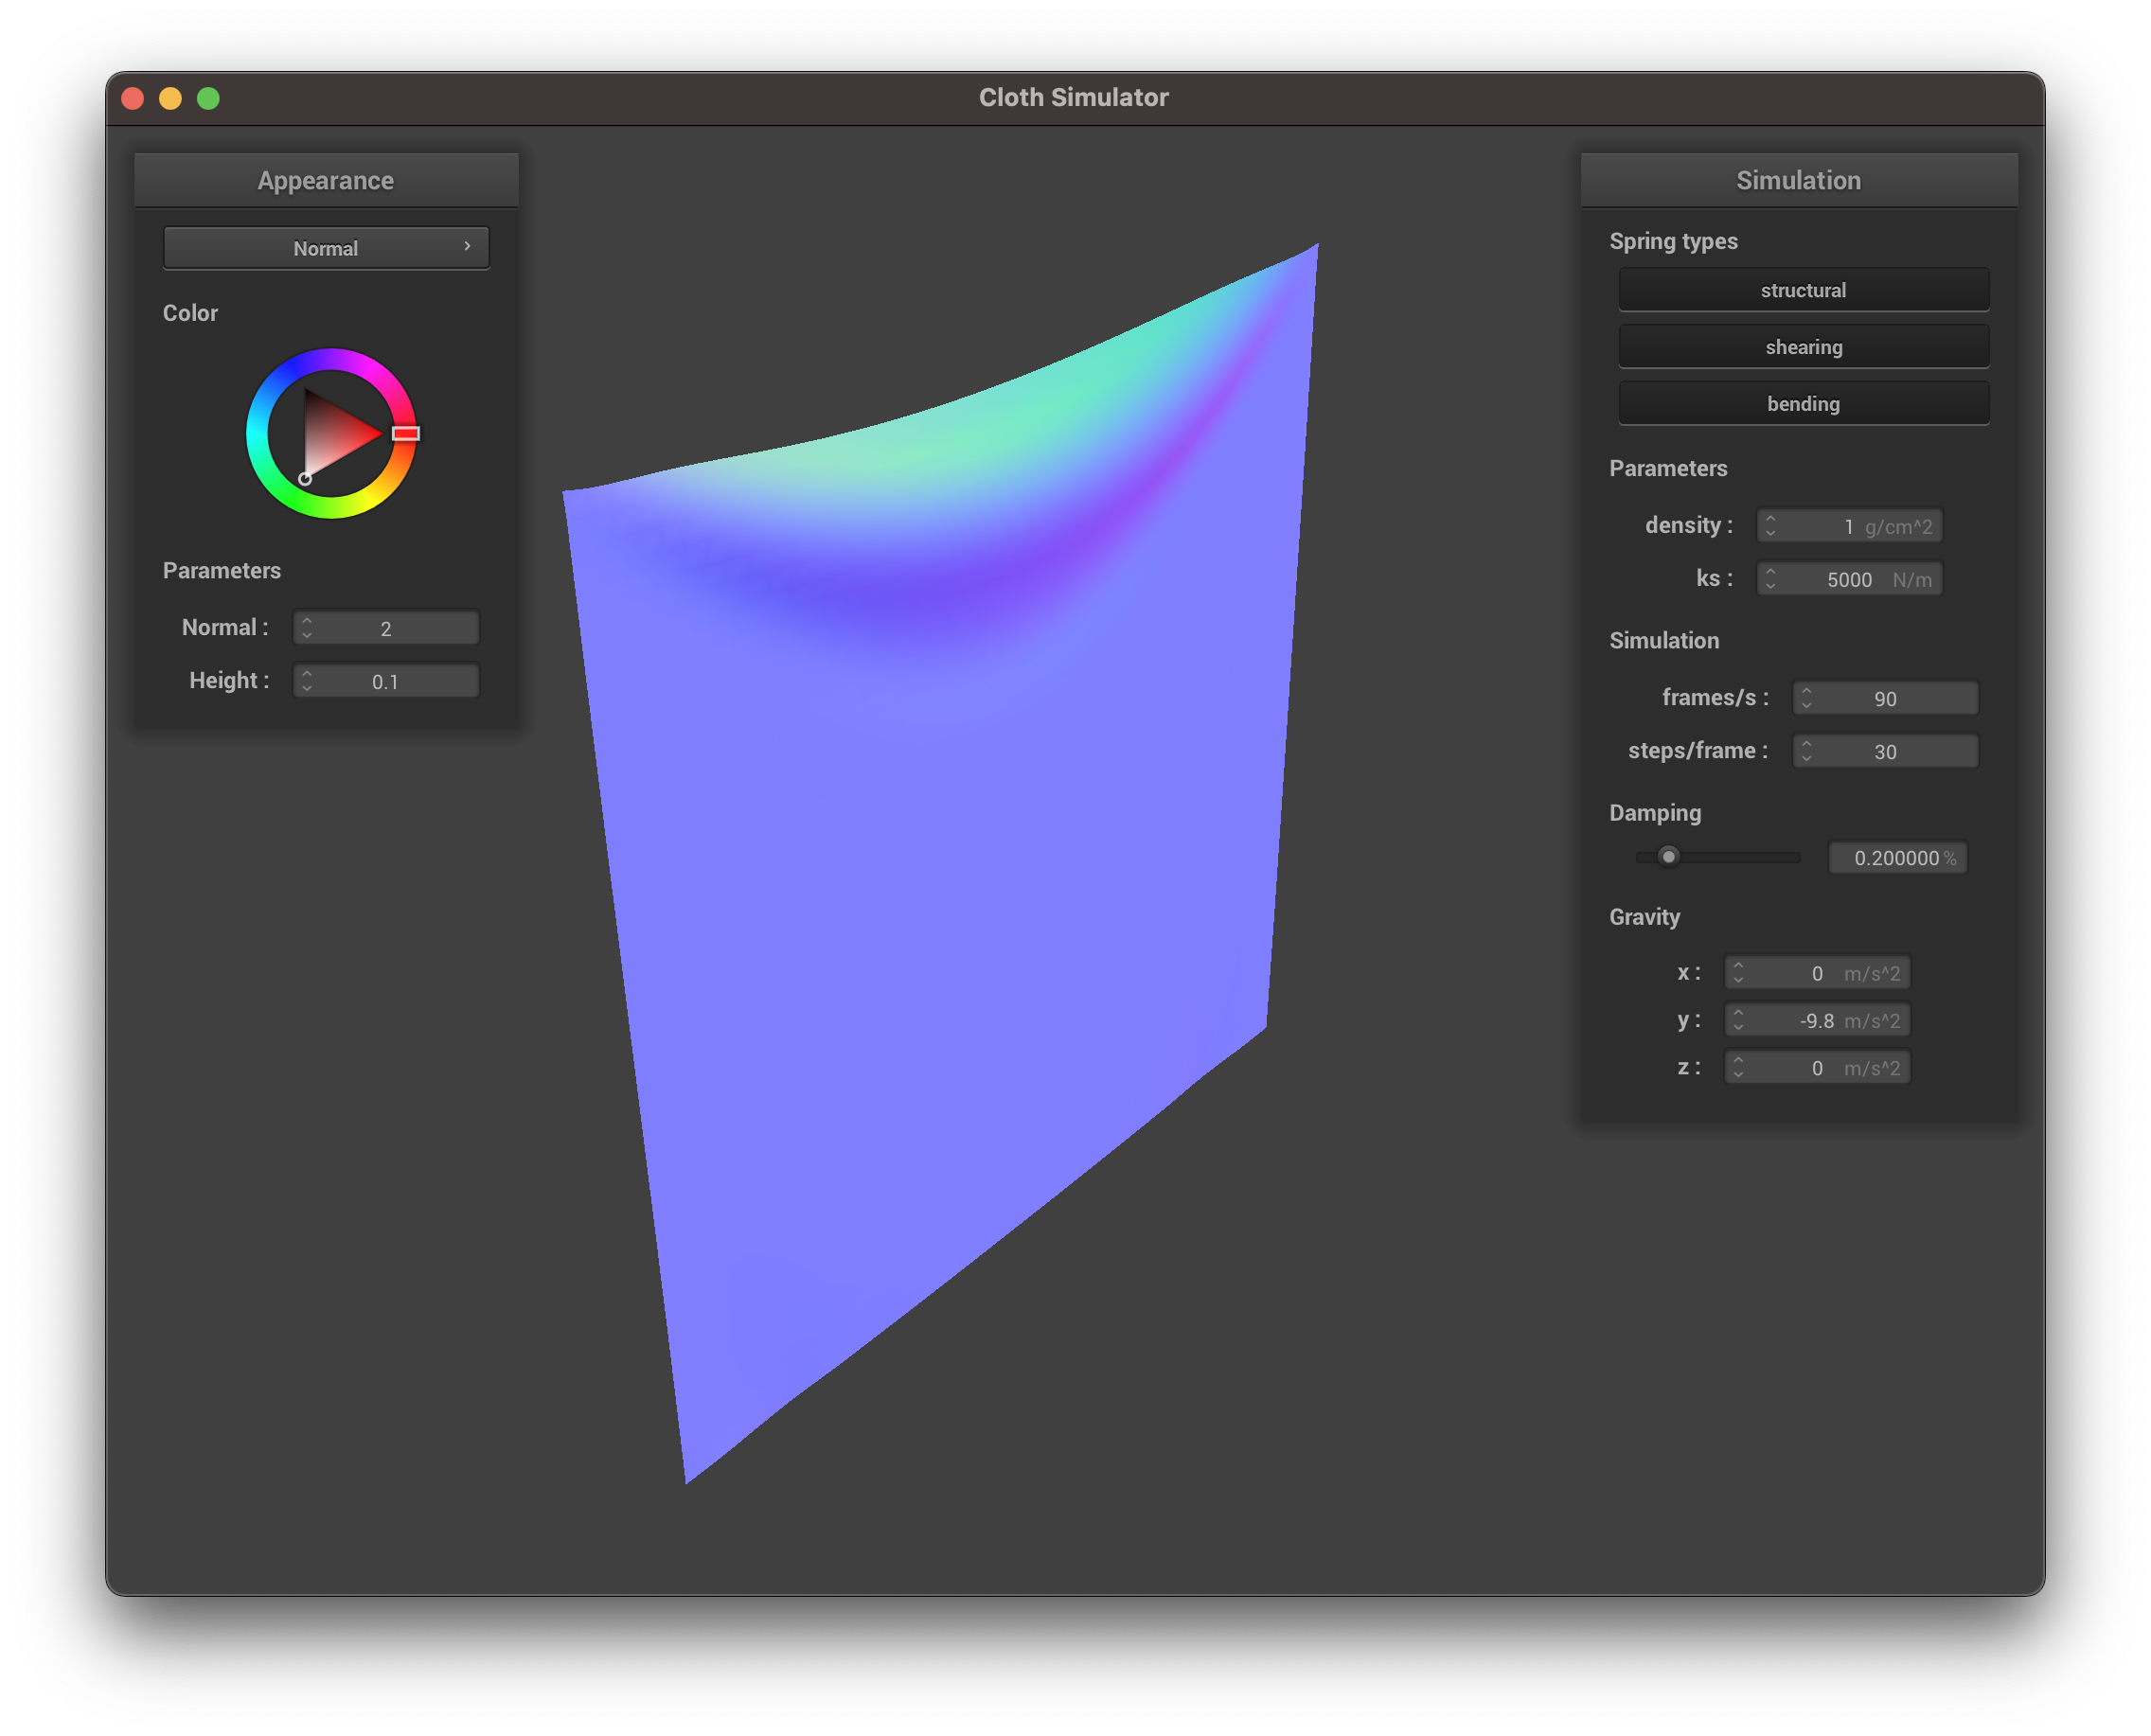 Cloth Simulator
Appearance
Normal
Color
Parameters
Normal : 2
Height : 0.1
Simulation
Spring types
structural
shearing
bending
Parameters
density : 1 g/cm^2
ks : 5000 N/m
Simulation
frames/s : 90
steps/frame : 30
Damping
0.200000 %
Gravity
x : 0 m/s^2
y : -9.8 m/s^2
z : 0 m/s^2